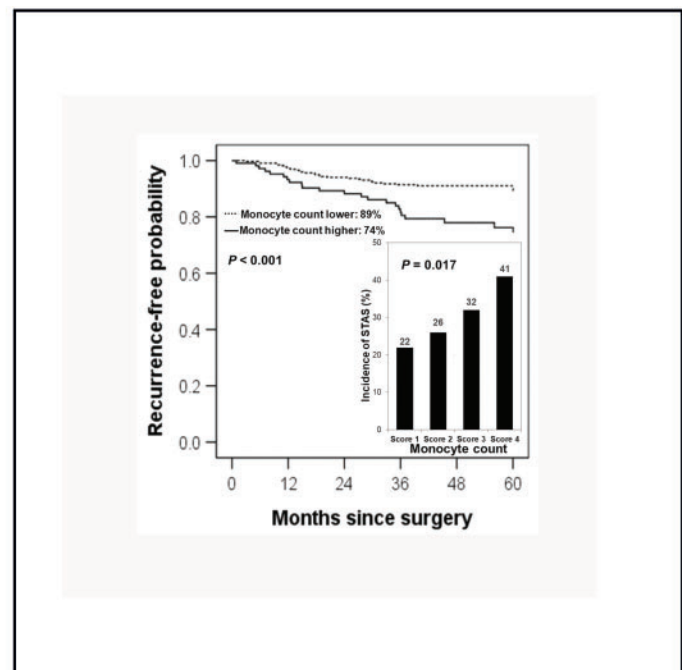 Recurrence-free probability
1.0
0.8
0.6
0.4
0.2
0.0
Monocyte count lower: 89%
Monocyte count higher: 74%
P < 0.001
Incidence of STAS (%)
50
40
30
20
10
0
P = 0.017
22
26
32
41
Score 1 Score 2 Score 3 Score 4
Monocyte count
0 12 24 36 48 60
Months since surgery